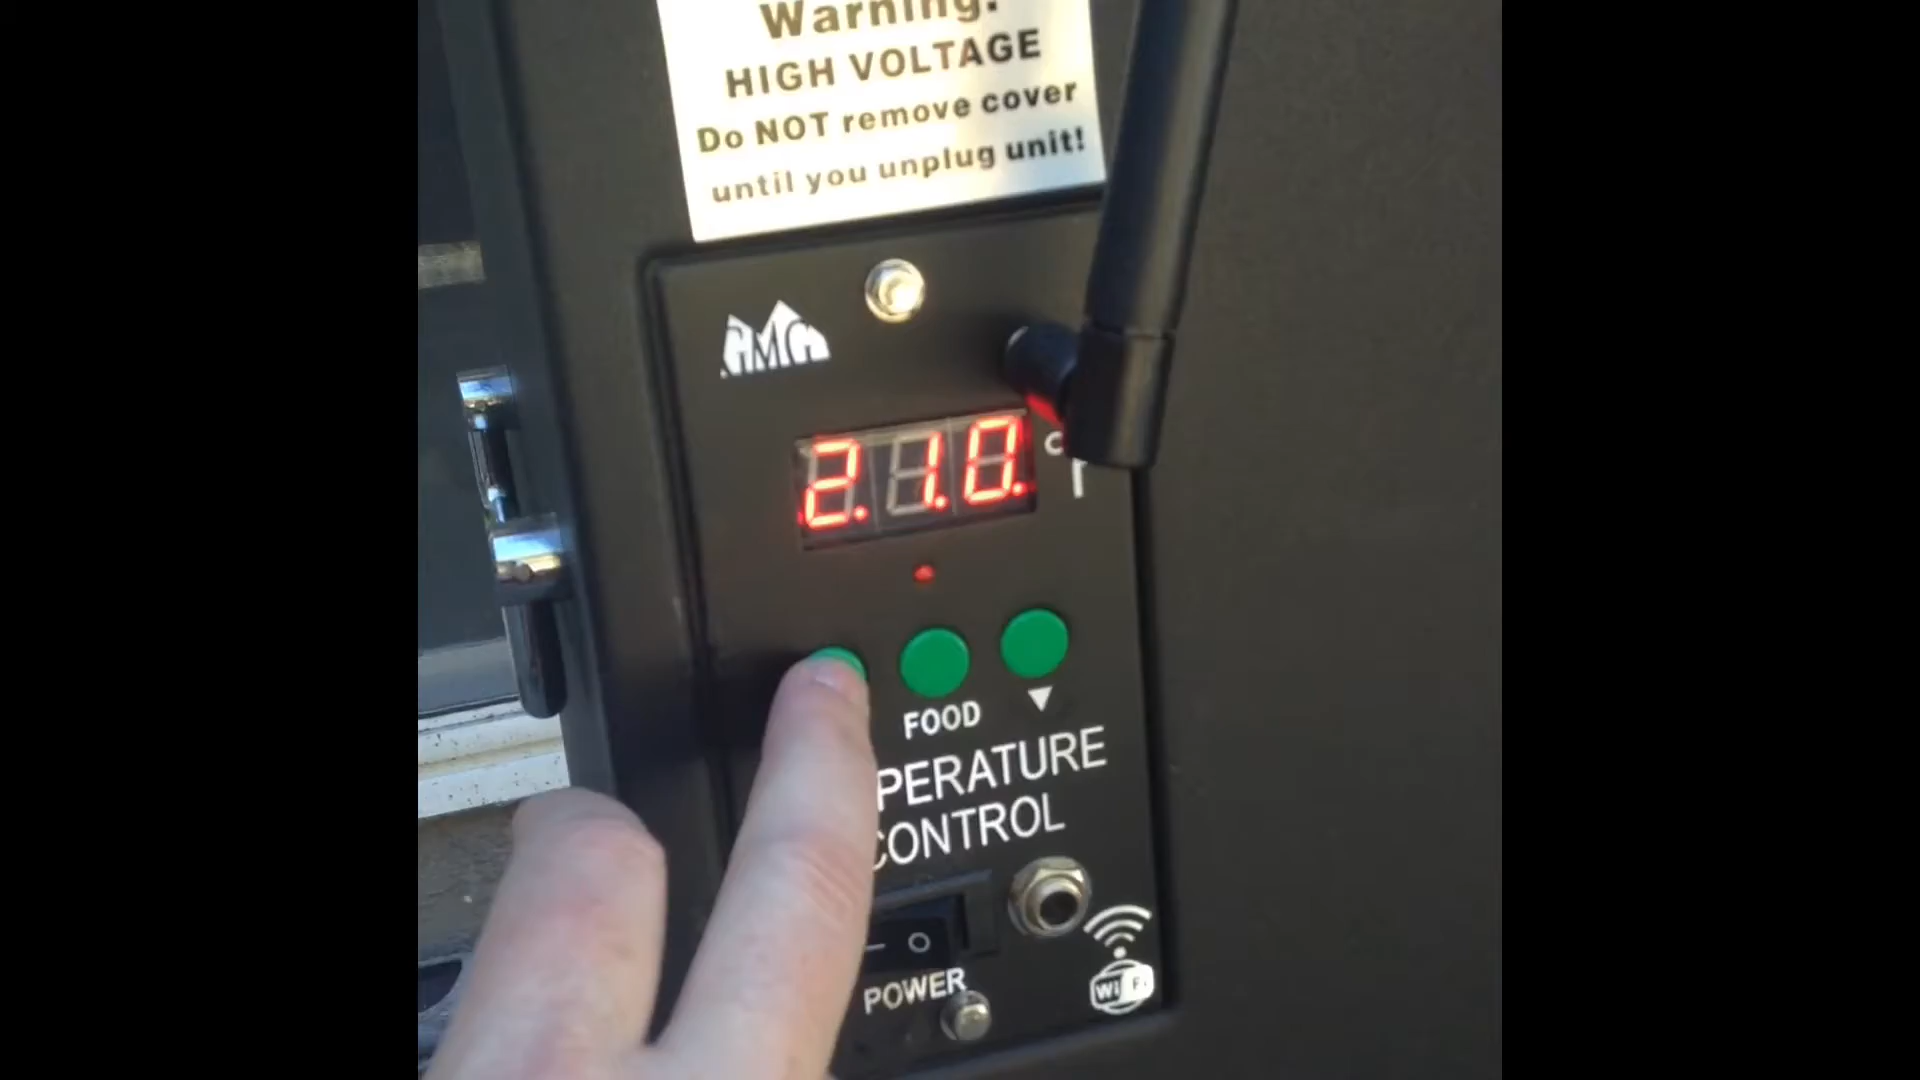 Warning!
HIGH VOLTAGE
Do NOT remove cover
until you unplug unit!
GMG
2.1.0.
FOOD
PERATURE
CONTROL
POWER
Wi Fi